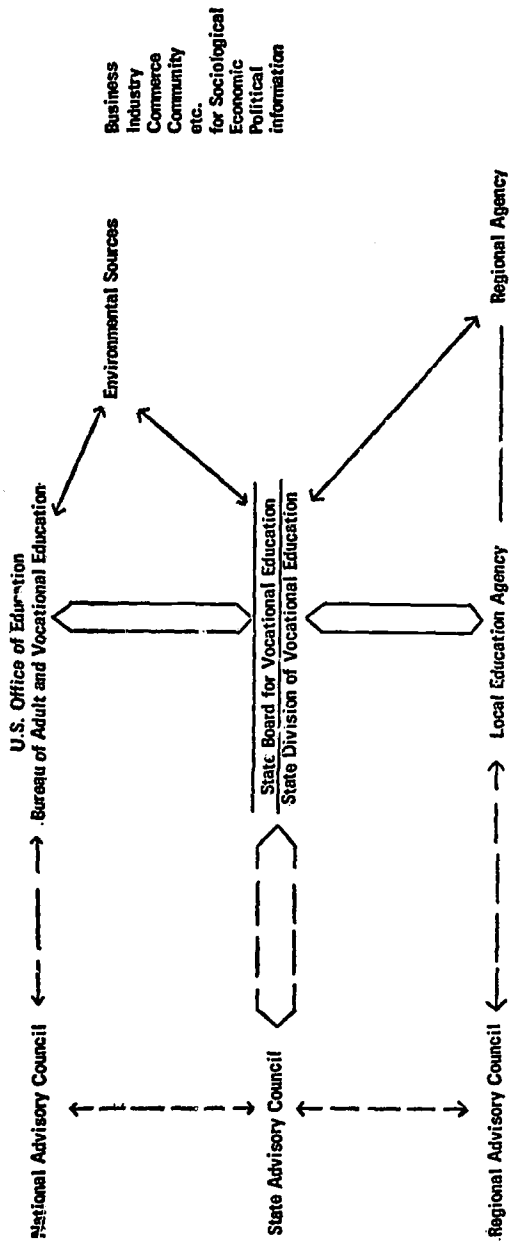 U.S. Office of Education
National Advisory Council
Bureau of Adult and Vocational Education
Environmental Sources
Business
Industry
Commerce
Community
etc.
for Sociological
Economic
Political
information
State Advisory Council
State Board for Vocational Education
State Division of Vocational Education
Regional Advisory Council
Local Education Agency
Regional Agency